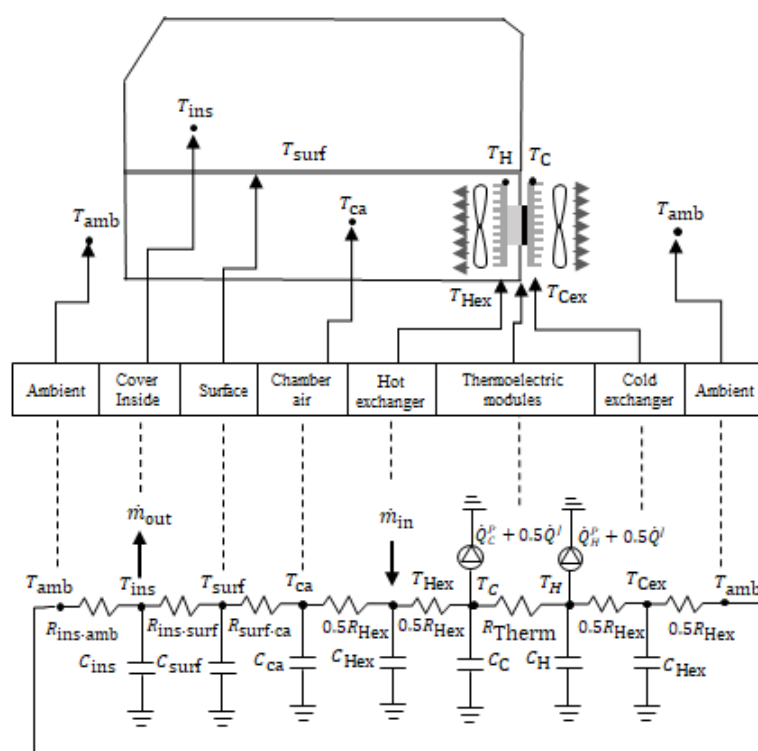 T_ins
T_surf
T_H T_C
T_amb T_ca T_amb
T_Hex T_Cex
Ambient Cover Inside Surface Chamber air Hot exchanger Thermoelectric modules Cold exchanger Ambient
ṁ_out ṁ_in Q̇_C^P + 0.5Q̇^J Q̇_H^P + 0.5Q̇^J
T_amb T_ins T_surf T_ca T_Hex T_C T_H T_Cex T_amb
R_ins-amb R_ins-surf R_surf-ca 0.5R_Hex 0.5R_Hex R_Therm 0.5R_Hex 0.5R_Hex
C_ins C_surf C_ca C_Hex C_C C_H C_Hex